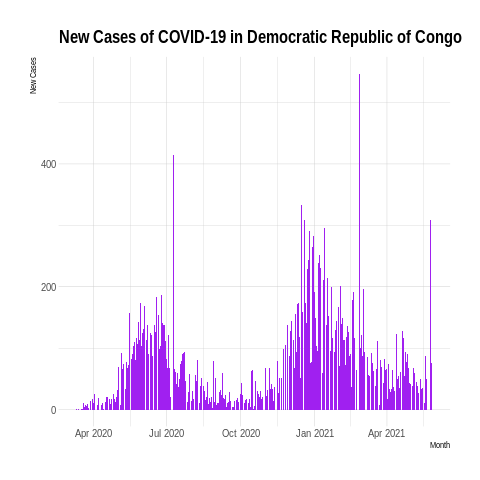 New Cases of COVID-19 in Democratic Republic of Congo
New Cases
400
200
0
Apr 2020 Jul 2020 Oct 2020 Jan 2021 Apr 2021
Month